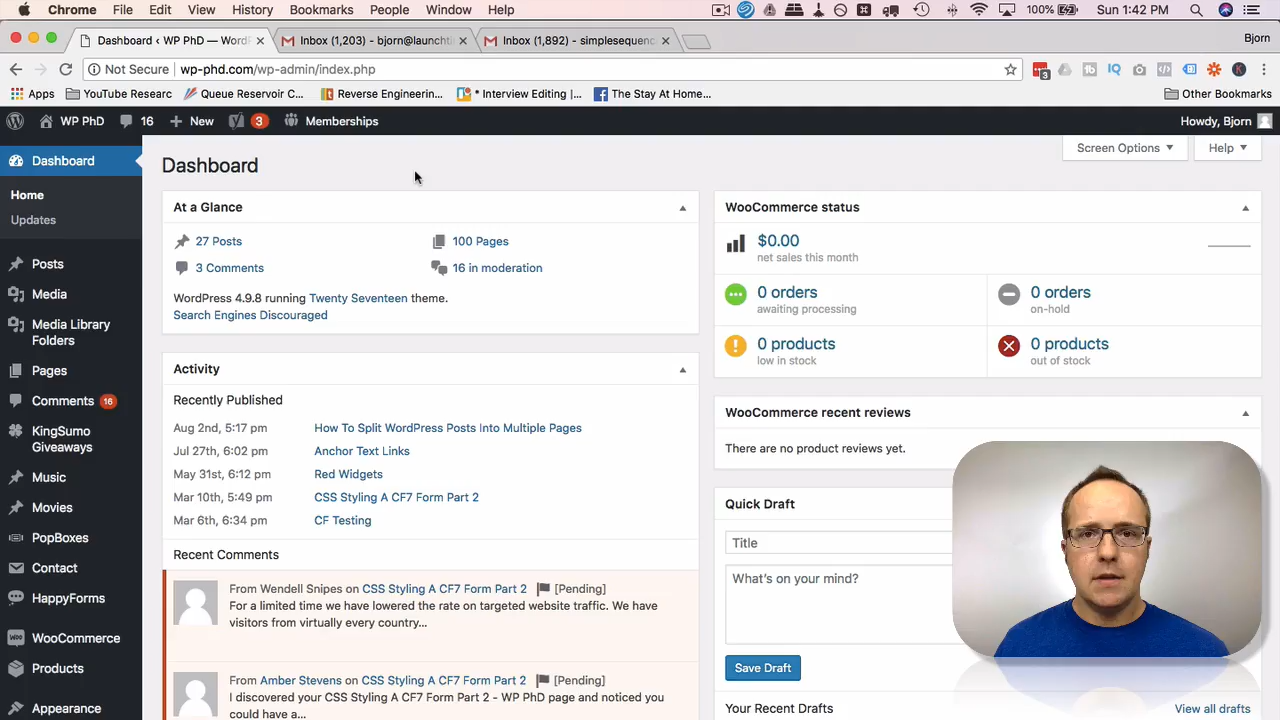 Chrome File Edit View History Bookmarks People Window Help 100% Sun 1:42 PM
Dashboard ‹ WP PhD — WordP Inbox (1,203) - bjorn@launchti Inbox (1,892) - simplesequenc Bjorn
Not Secure wp-phd.com/wp-admin/index.php
Apps YouTube Researc Queue Reservoir C... Reverse Engineerin... * Interview Editing |... The Stay At Home... Other Bookmarks
WP PhD 16 New 3 Memberships Howdy, Bjorn
Dashboard
Home
Updates
Posts
Media
Media Library
Folders
Pages
Comments 16
KingSumo
Giveaways
Music
Movies
PopBoxes
Contact
HappyForms
WooCommerce
Products
Appearance
Dashboard
Screen Options Help
At a Glance
27 Posts 100 Pages
3 Comments 16 in moderation
WordPress 4.9.8 running Twenty Seventeen theme.
Search Engines Discouraged
Activity
Recently Published
Aug 2nd, 5:17 pm How To Split WordPress Posts Into Multiple Pages
Jul 27th, 6:02 pm Anchor Text Links
May 31st, 6:12 pm Red Widgets
Mar 10th, 5:49 pm CSS Styling A CF7 Form Part 2
Mar 6th, 6:34 pm CF Testing
Recent Comments
From Wendell Snipes on CSS Styling A CF7 Form Part 2 [Pending]
For a limited time we have lowered the rate on targeted website traffic. We have
visitors from virtually every country...
From Amber Stevens on CSS Styling A CF7 Form Part 2 [Pending]
I discovered your CSS Styling A CF7 Form Part 2 - WP PhD page and noticed you
could have a...
WooCommerce status
$0.00
net sales this month
0 orders 0 orders
awaiting processing on-hold
0 products 0 products
low in stock out of stock
WooCommerce recent reviews
There are no product reviews yet.
Quick Draft
Title
What's on your mind?
Save Draft
Your Recent Drafts View all drafts